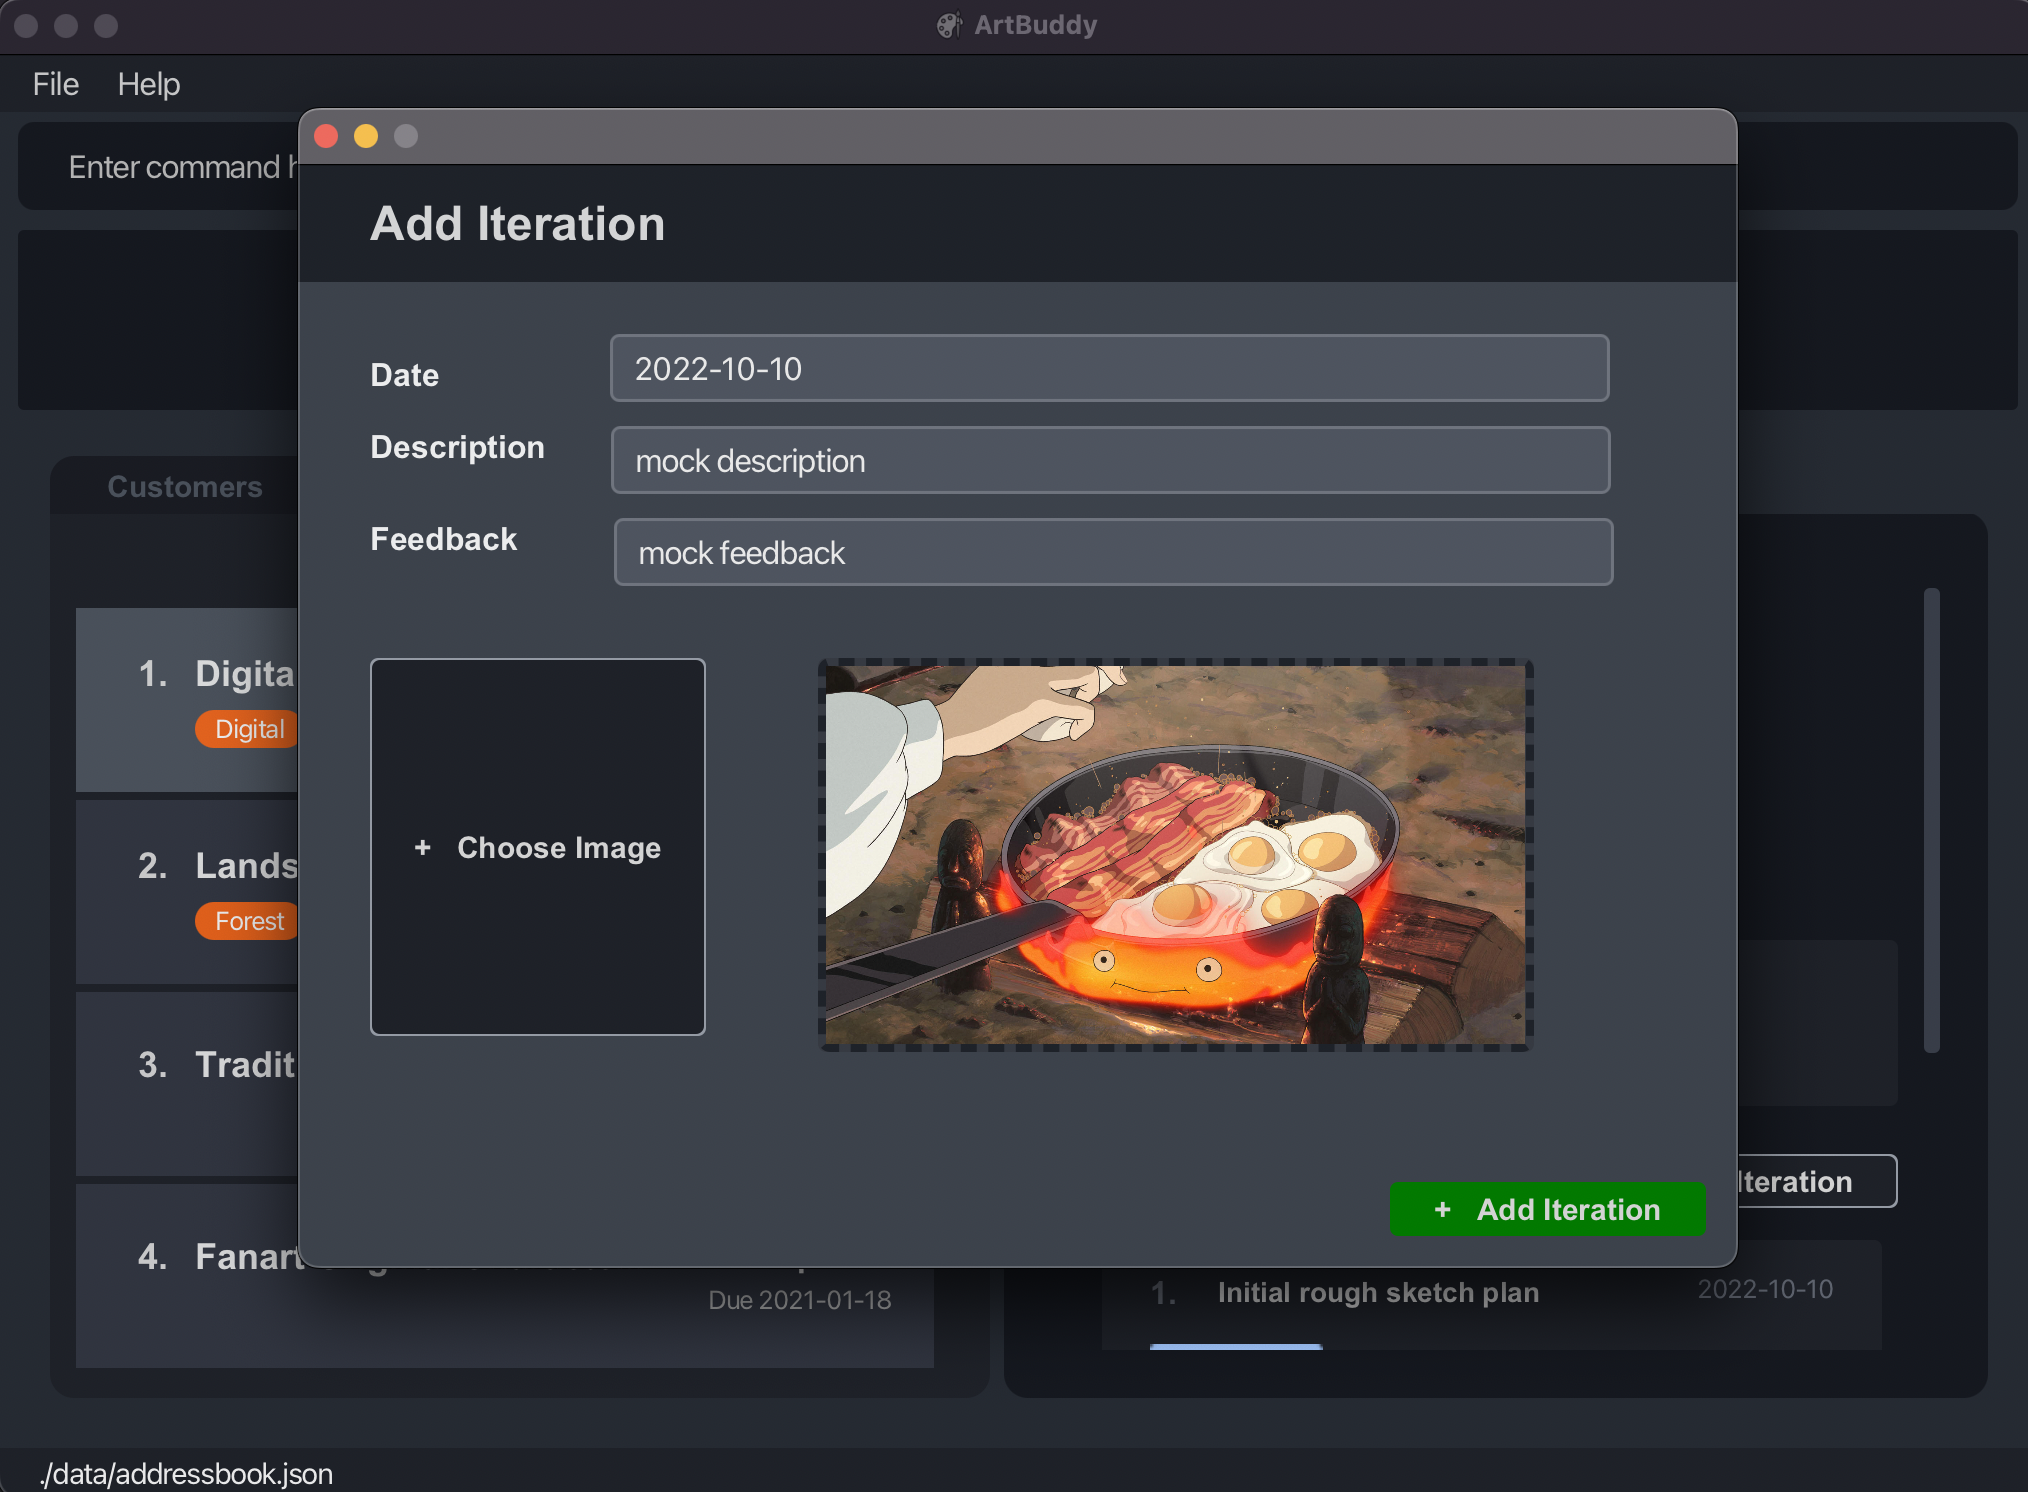 ArtBuddy
File Help
Enter command
Add Iteration
Date 2022-10-10
Description mock description
Feedback mock feedback
Customers
1. Digita
Digital
2. Lands
Forest
3. Tradit
4. Fanart
Due 2021-01-18
+ Choose Image
+ Add Iteration
Iteration
1. Initial rough sketch plan 2022-10-10
./data/addressbook.json